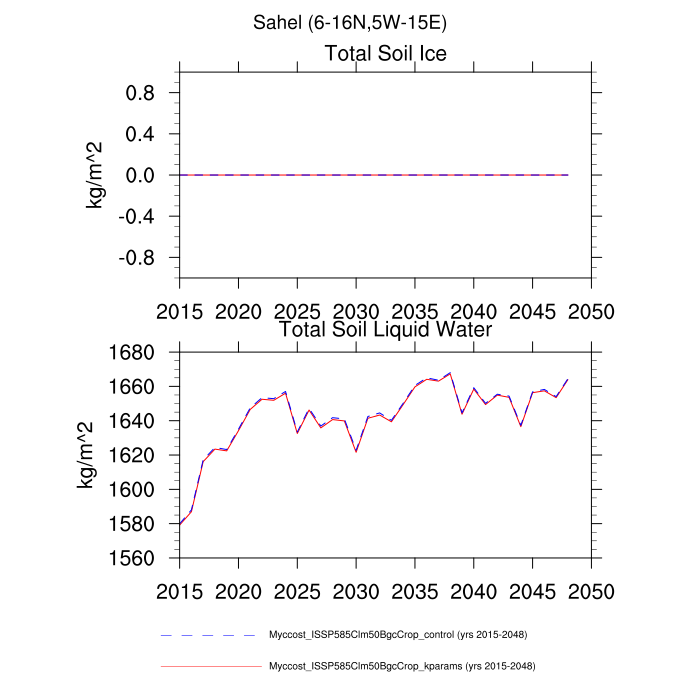 Sahel (6-16N,5W-15E)
Total Soil Ice
0.8
0.4
0.0
-0.4
-0.8
kg/m^2
2015 2020 2025 2030 2035 2040 2045 2050
Total Soil Liquid Water
1680
1660
1640
1620
1600
1580
1560
kg/m^2
2015 2020 2025 2030 2035 2040 2045 2050
Myccost_ISSP585Clm50BgcCrop_control (yrs 2015-2048)
Myccost_ISSP585Clm50BgcCrop_kparams (yrs 2015-2048)